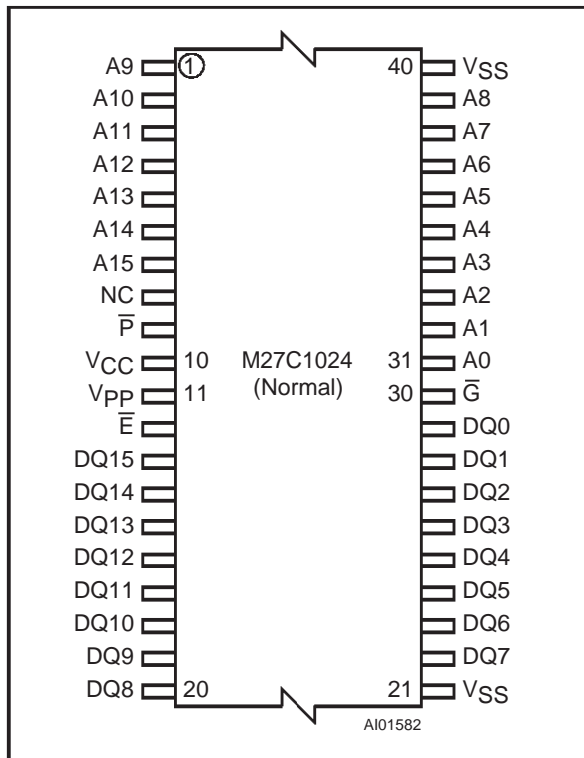 A9 1 40 VSS
A10 A8
A11 A7
A12 A6
A13 A5
A14 A4
A15 A3
NC A2
P̅ A1
VCC 10 M27C1024 31 A0
VPP 11 (Normal) 30 G̅
E̅ DQ0
DQ15 DQ1
DQ14 DQ2
DQ13 DQ3
DQ12 DQ4
DQ11 DQ5
DQ10 DQ6
DQ9 DQ7
DQ8 20 21 VSS
AI01582